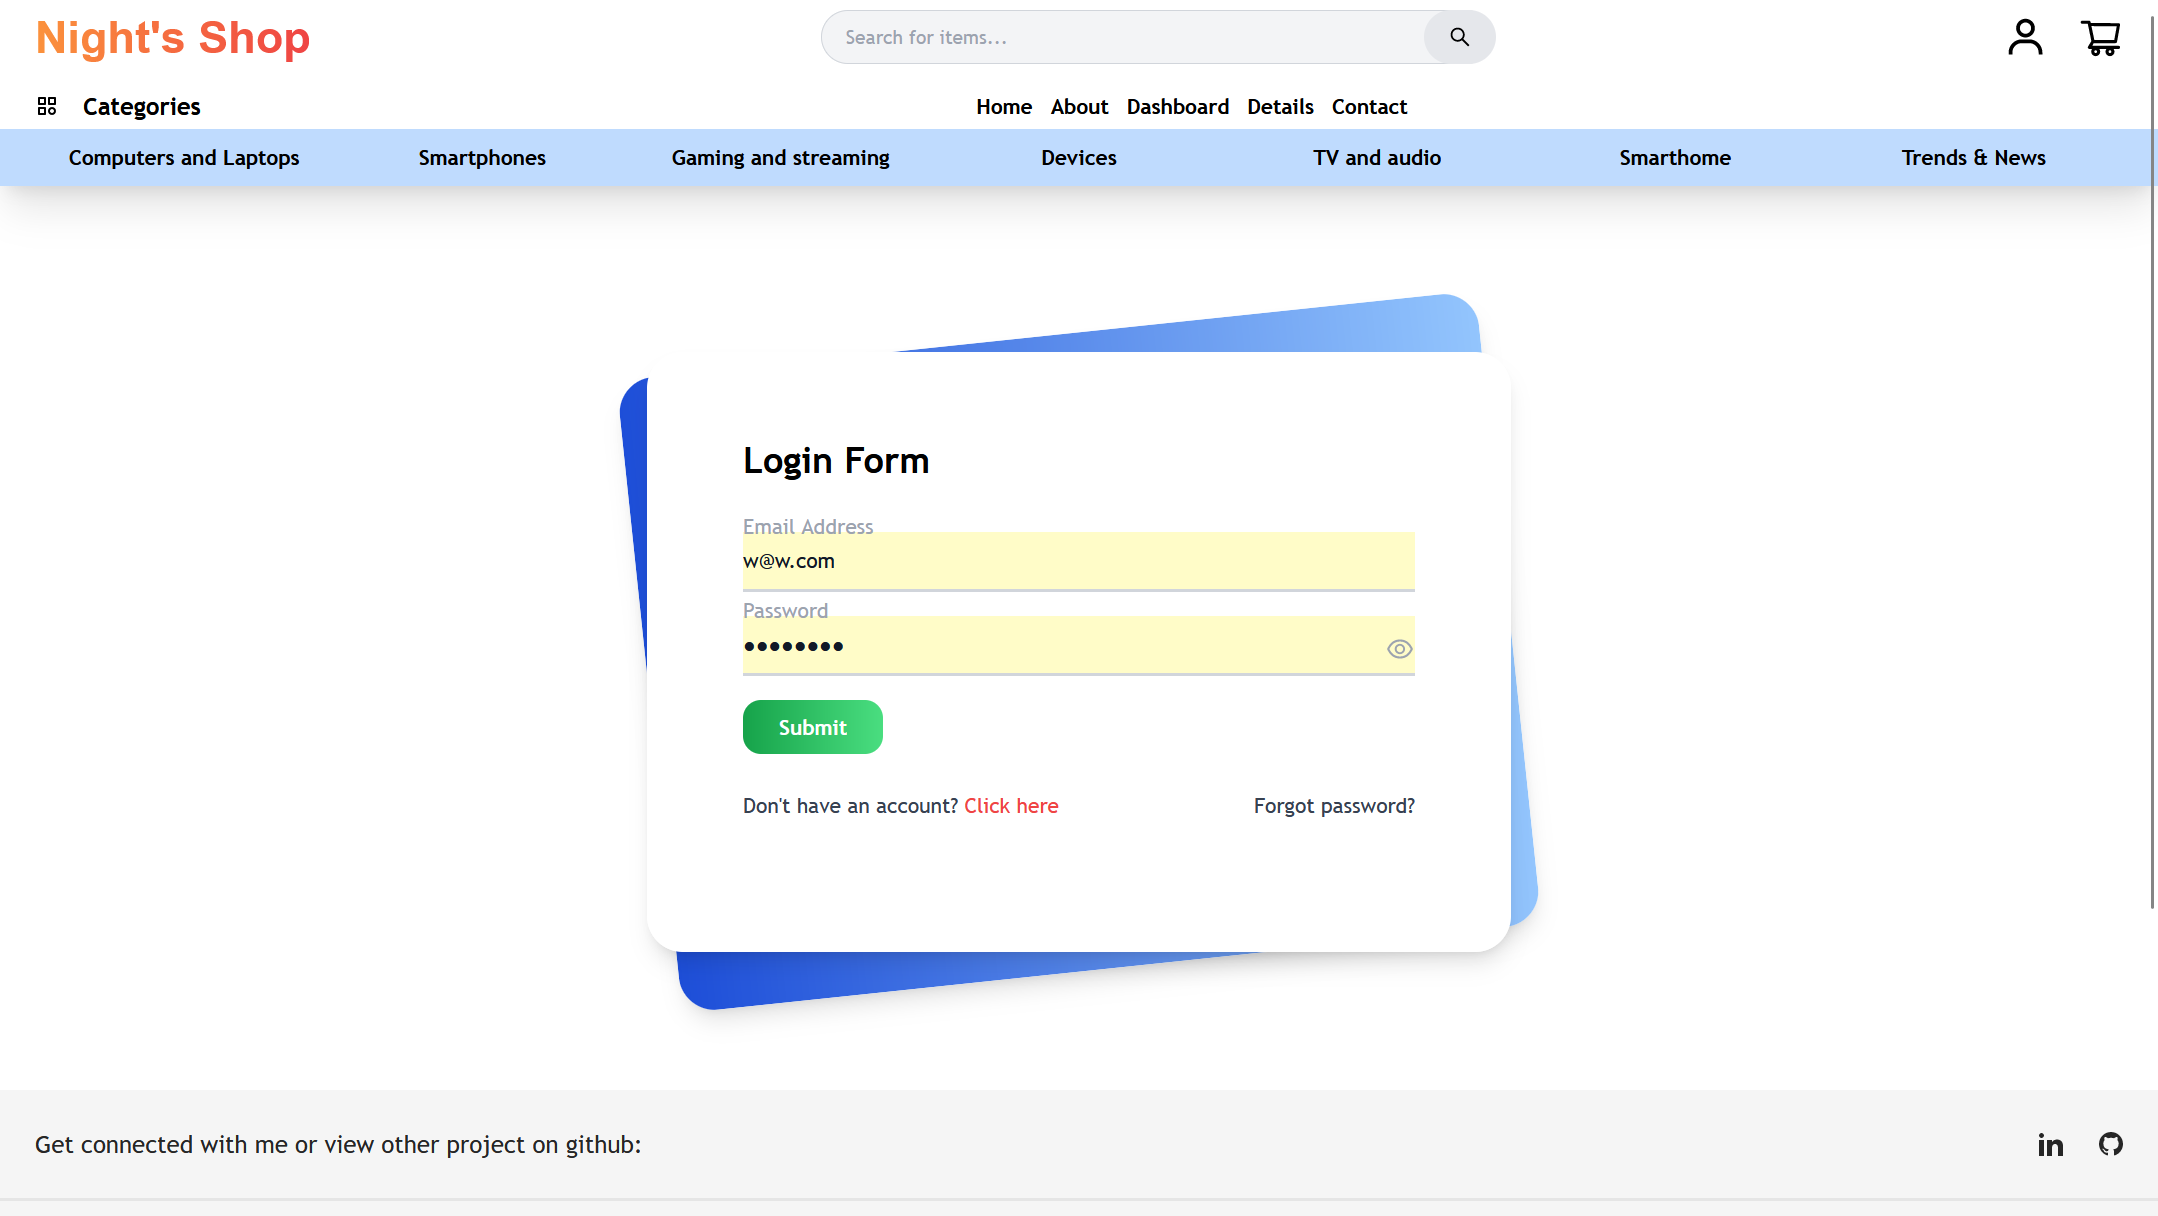 Night's Shop
Search for items...
Categories
Home About Dashboard Details Contact
Computers and Laptops Smartphones Gaming and streaming Devices TV and audio Smarthome Trends & News
Login Form
Email Address
w@w.com
Password
••••••••
Submit
Don't have an account? Click here Forgot password?
Get connected with me or view other project on github: